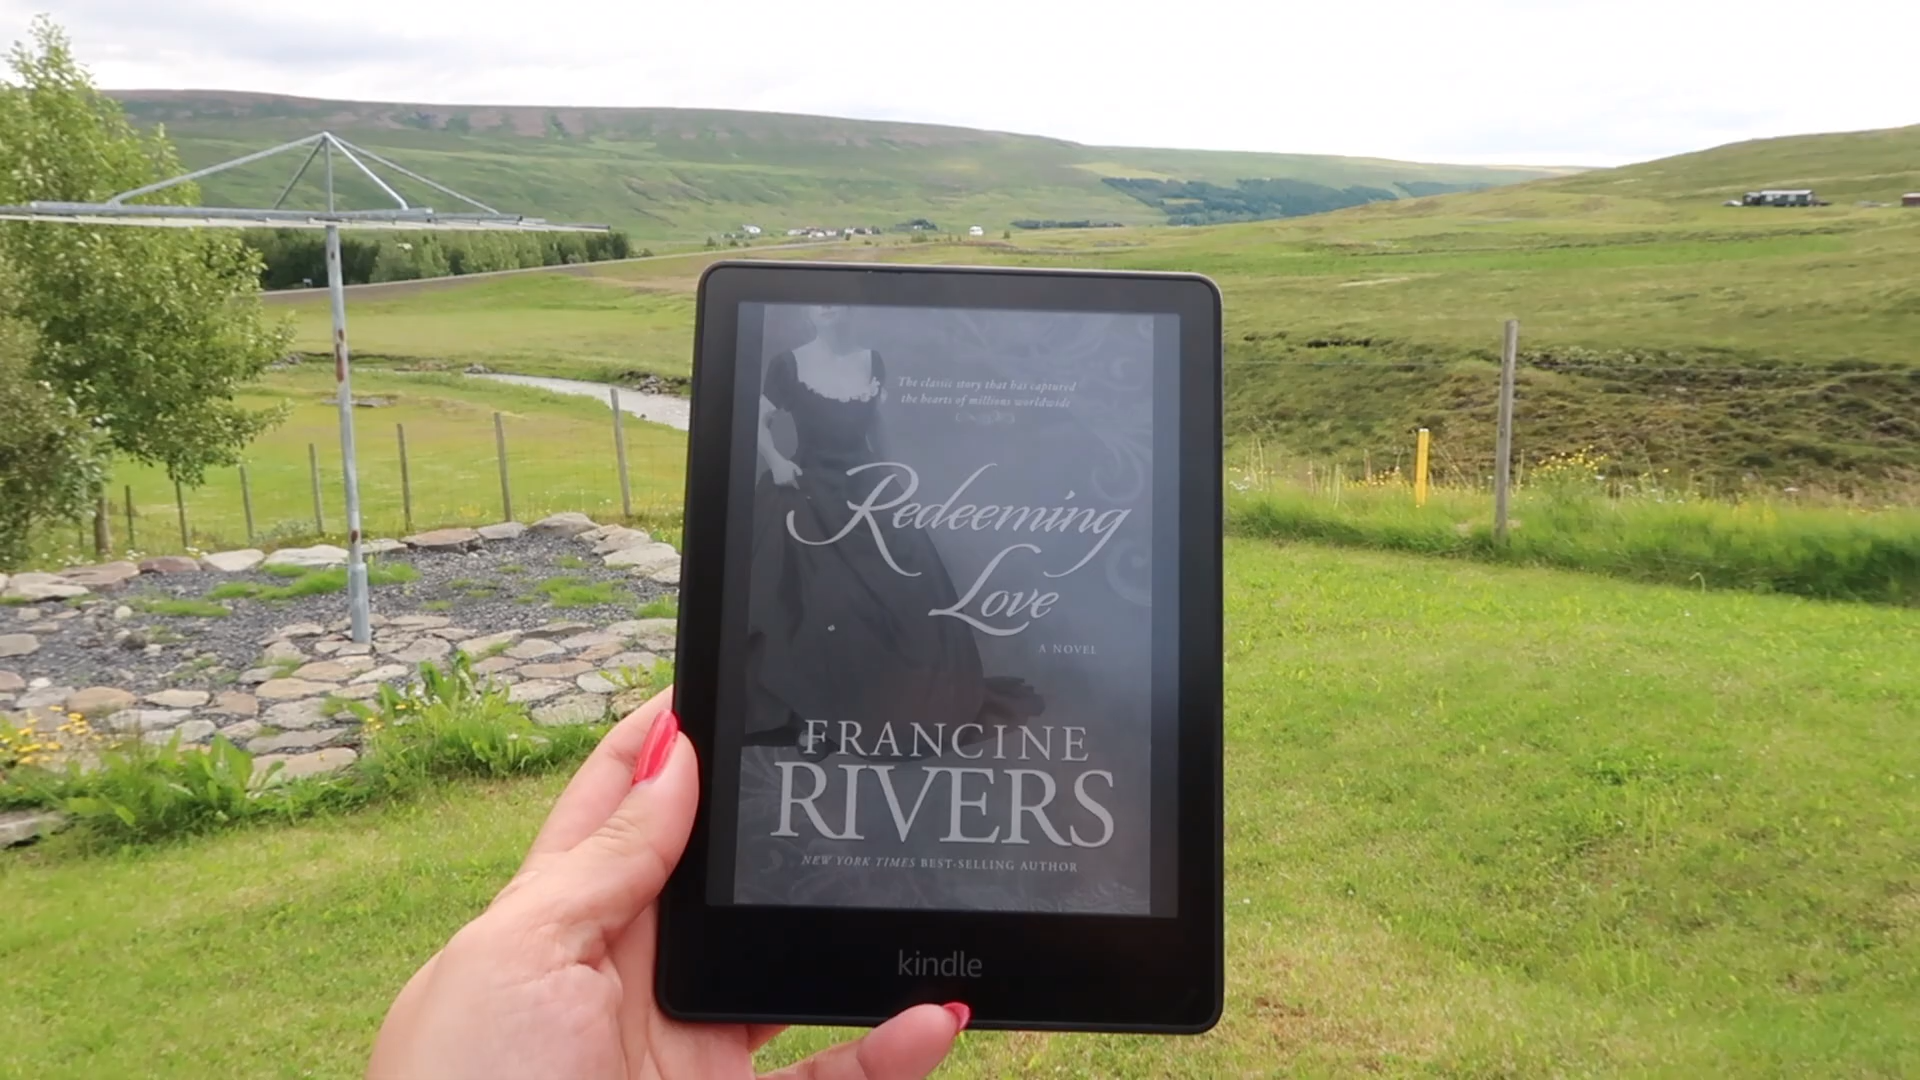 The classic story that has captured
the hearts of millions worldwide
Redeeming
Love
A NOVEL
FRANCINE
RIVERS
NEW YORK TIMES BEST-SELLING AUTHOR
kindle